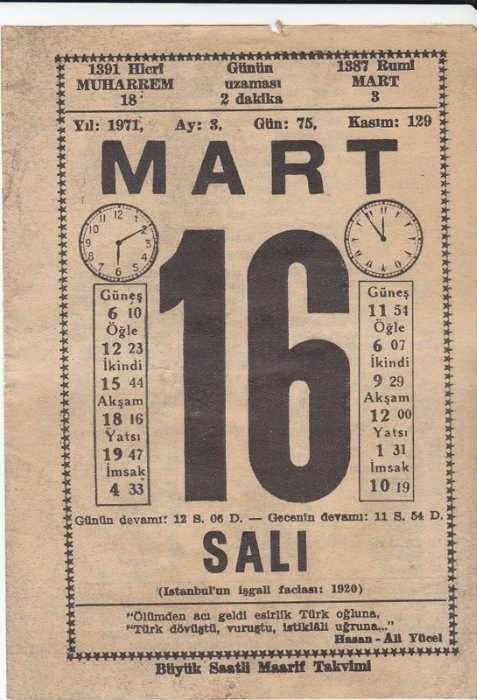 1391 Hicrî Günün 1387 Rumî
MUHARREM uzaması MART
18 2 dakika 3
Yıl: 1971, Ay: 3, Gün: 75, Kasım: 129
MART
16
Güneş
6 10
Öğle
12 23
İkindi
15 44
Akşam
18 16
Yatsı
19 47
İmsak
4 33
Güneş
11 54
Öğle
6 07
İkindi
9 29
Akşam
12 00
Yatsı
1 31
İmsak
10 19
Günün devamı: 12 S. 06 D. — Gecenin devamı: 11 S. 54 D.
SALI
(Istanbul'un işgali faciası: 1920)
"Ölümden acı geldi esirlik Türk oğluna,
"Türk dövüştü, vuruştu, istiklâli uğruna..."
Hasan - Âli Yücel
Büyük Saatli Maarif Takvimi